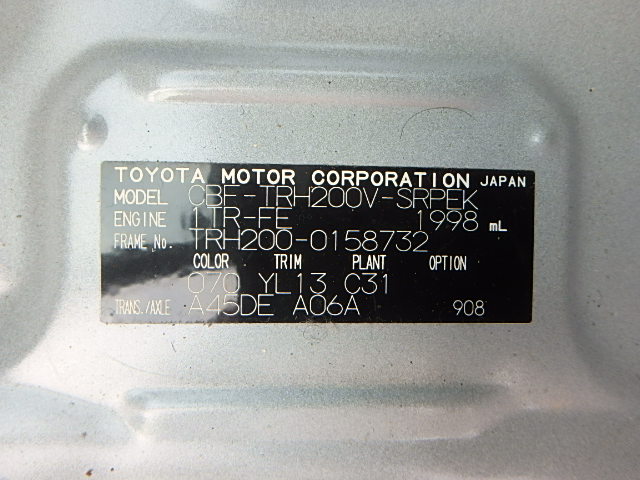 TOYOTA MOTOR CORPORATION JAPAN
MODEL CBF-TRH200V-SRPEK
ENGINE 1TR-FE 1998 mL
FRAME No. TRH200-0158732
COLOR TRIM PLANT OPTION
070 YL13 C31
TRANS./AXLE A45DE A06A 908